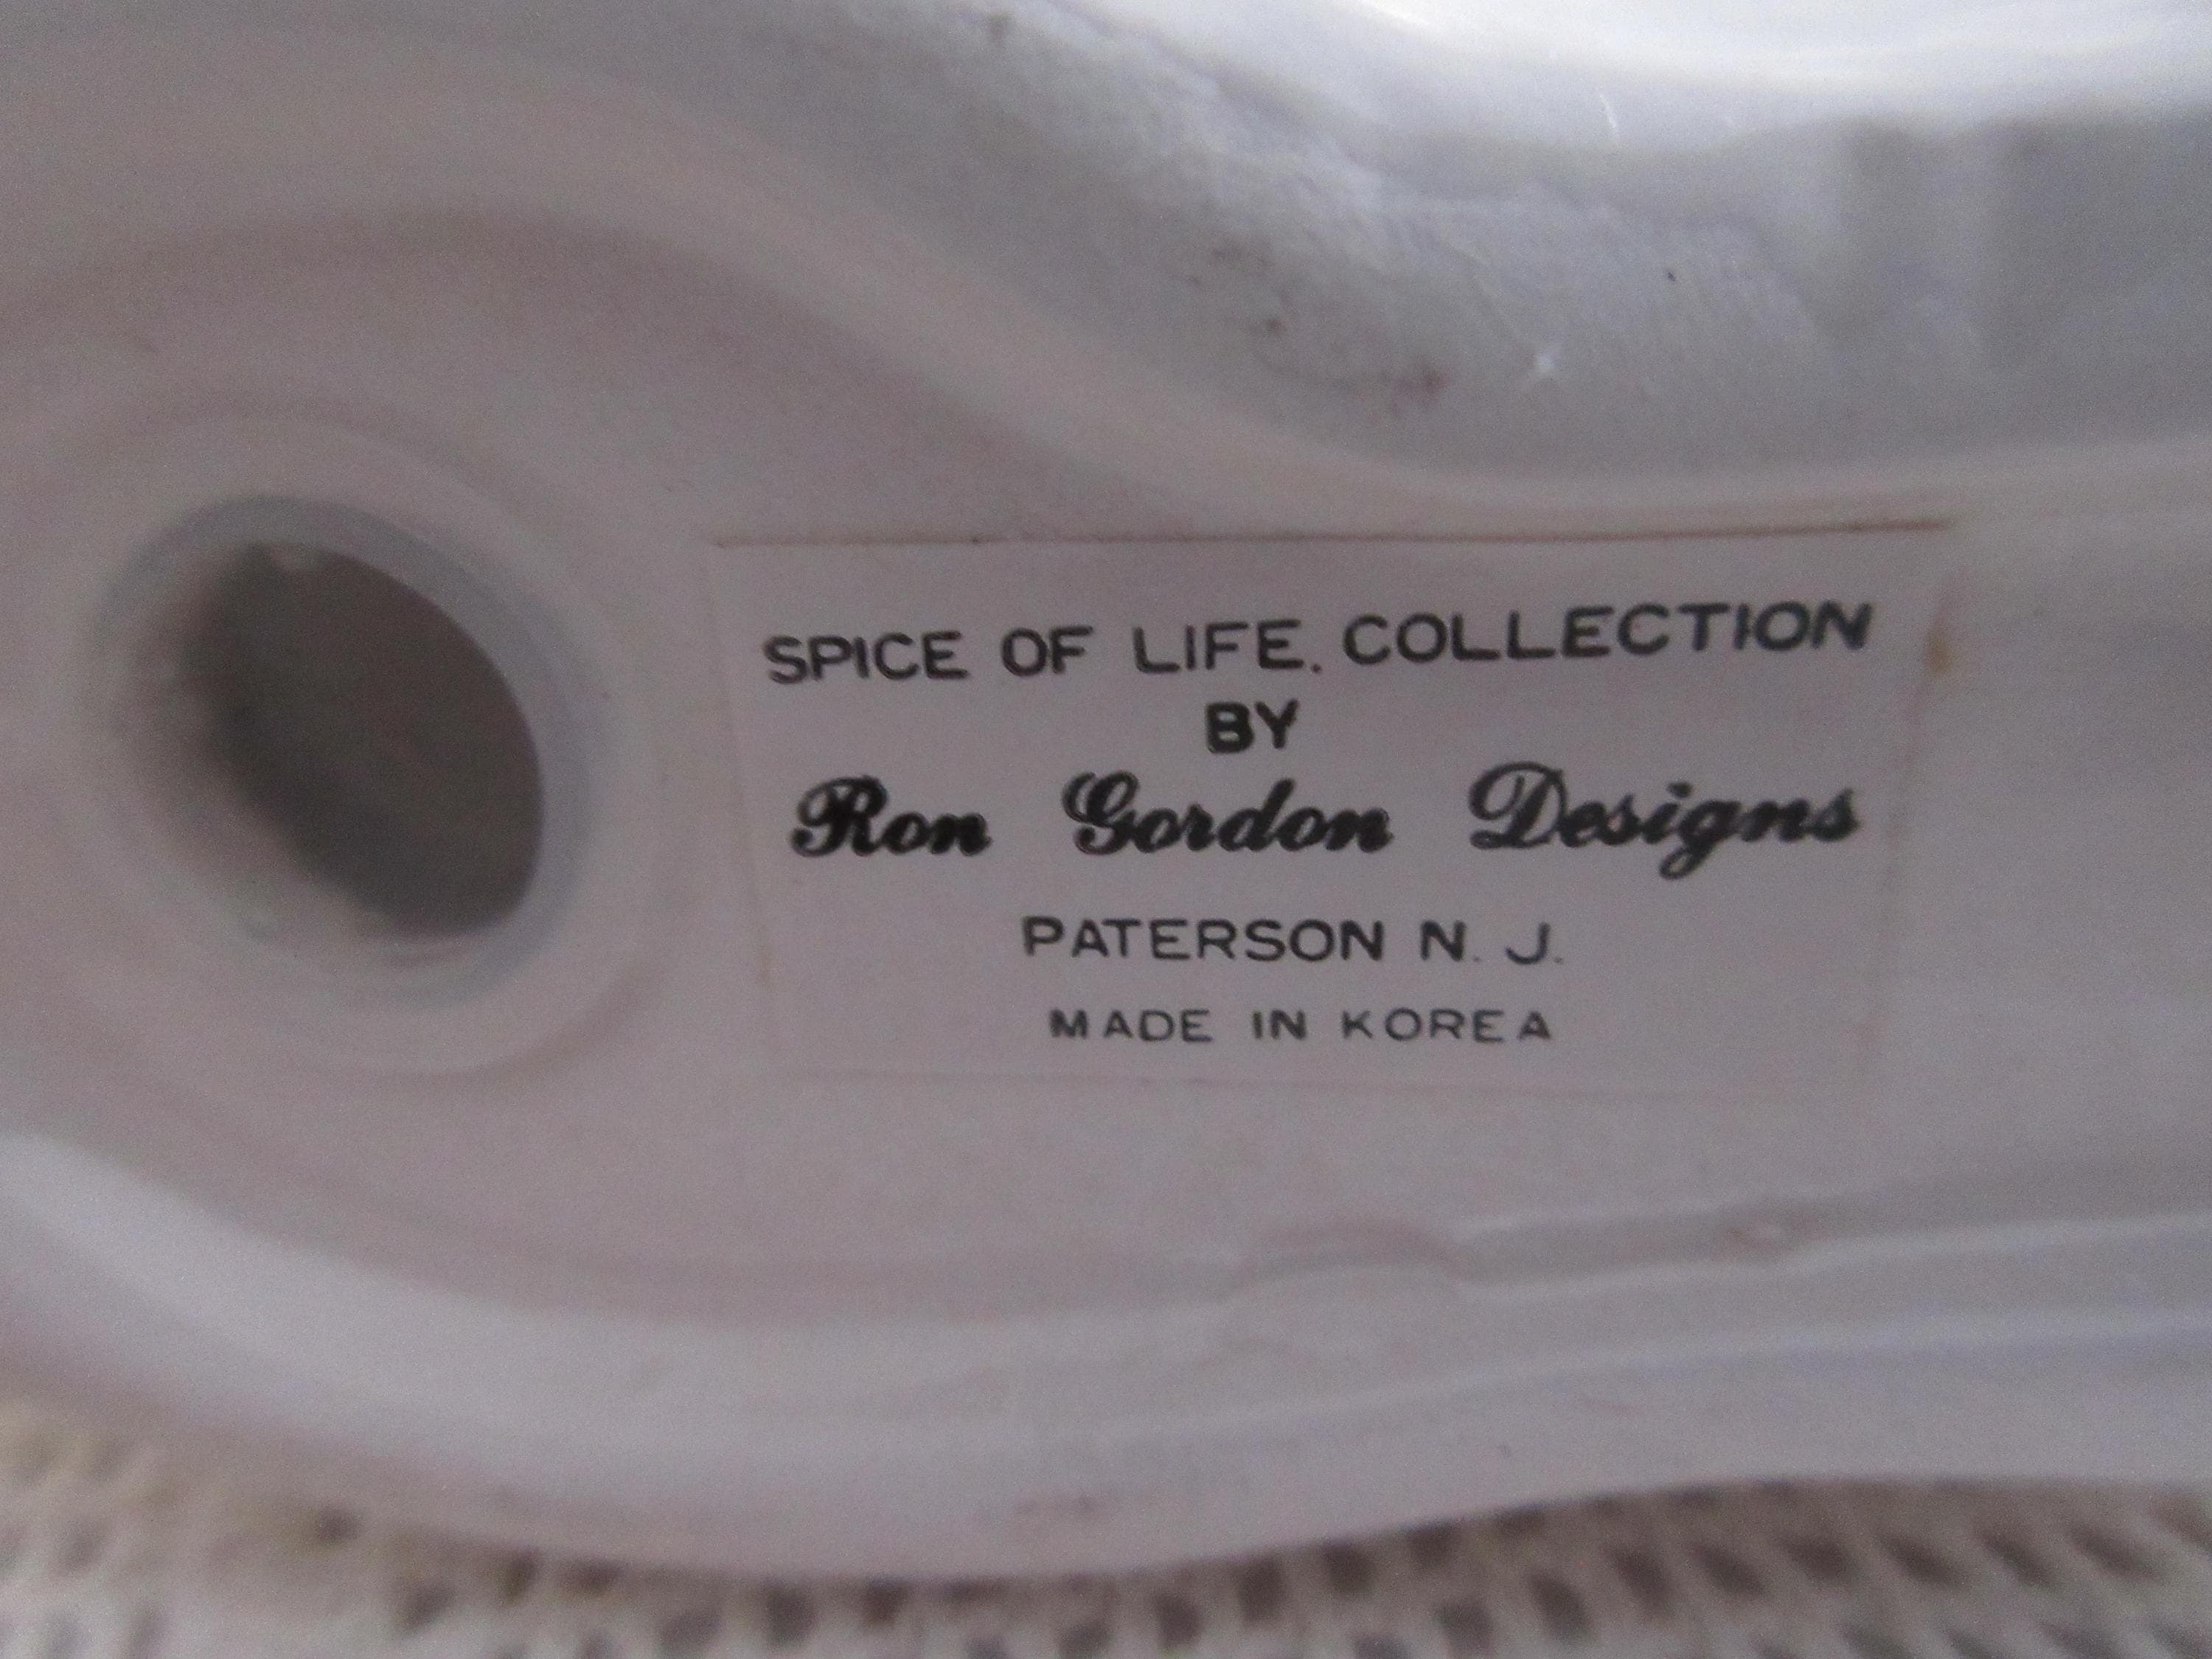 SPICE OF LIFE. COLLECTION
BY
Ron Gordon Designs
PATERSON N. J.
MADE IN KOREA